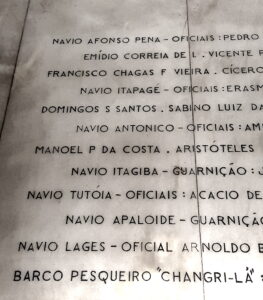 NAVIO AFONSO PENA - OFICIAIS: PEDRO
EMÍDIO CORREIA DE L . VICENTE F
FRANCISCO CHAGAS F VIEIRA . CÍCERO
NAVIO ITAPAGÉ - OFICIAIS: ERASM
DOMINGOS S SANTOS . SABINO LUIZ DA
NAVIO ANTONICO - OFICIAIS: AM
MANOEL P DA COSTA . ARISTÓTELES
NAVIO ITAGIBA - GUARNIÇÃO: J
NAVIO TUTÓIA - OFICIAIS: ACACIO DE
NAVIO APALOIDE - GUARNIÇÃO
NAVIO LAGES - OFICIAL ARNOLDO B
BARCO PESQUEIRO "CHANGRI-LÁ":